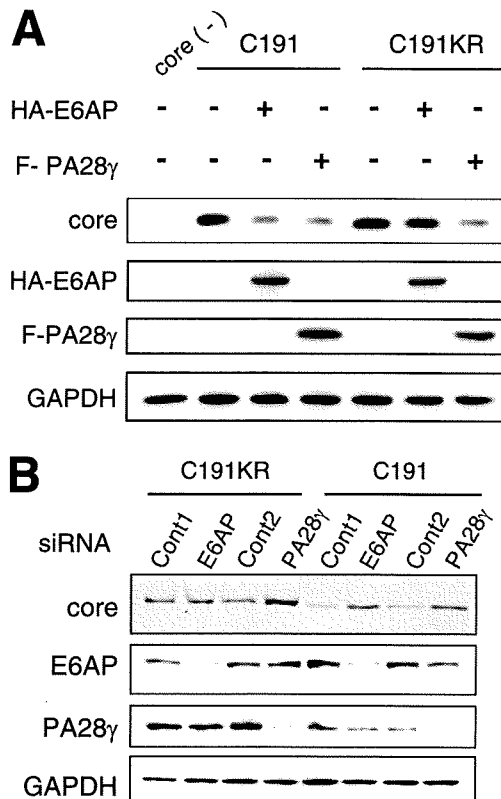 A
core (-)
C191
C191KR
HA-E6AP
- - + - - + -
F- PA28γ
- - - + - - +
core
HA-E6AP
F-PA28γ
GAPDH
B
C191KR
C191
siRNA
Cont1 E6AP Cont2 PA28γ Cont1 E6AP Cont2 PA28γ
core
E6AP
PA28γ
GAPDH